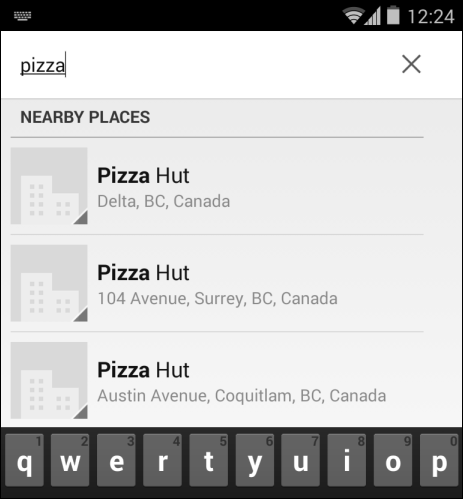 12:24
pizza
NEARBY PLACES
Pizza Hut
Delta, BC, Canada
Pizza Hut
104 Avenue, Surrey, BC, Canada
Pizza Hut
Austin Avenue, Coquitlam, BC, Canada
1 2 3 4 5 6 7 8 9 0
q w e r t y u i o p